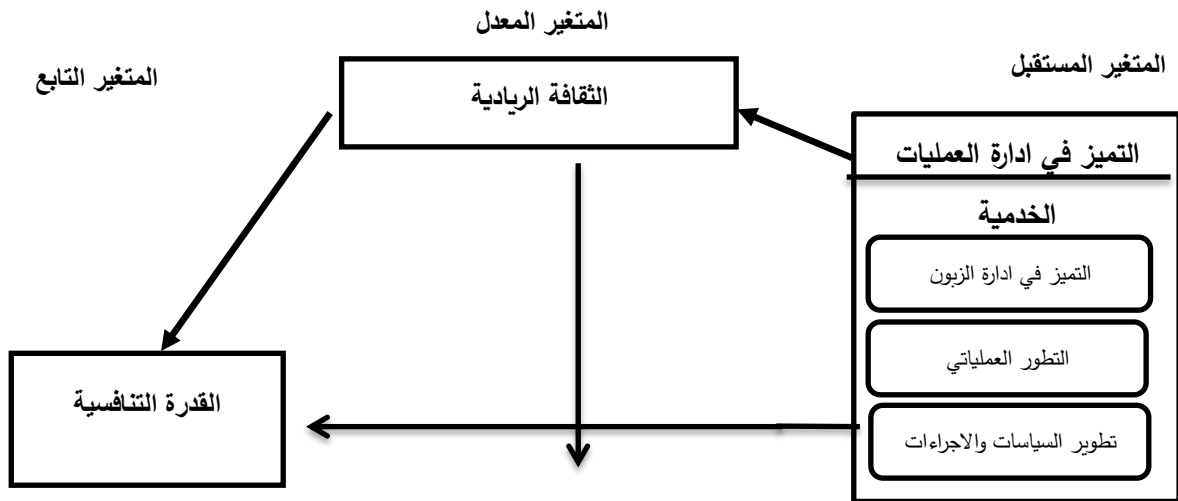 المتغير المعدل
المتغير المستقبل
المتغير التابع
الثقافة الريادية
التميز في ادارة العمليات
الخدمية
التميز في ادارة الزبون
التطور العملياتي
تطوير السياسات والاجراءات
القدرة التنافسية